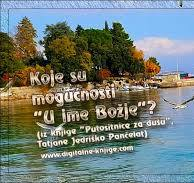 Koje su
mogućnosti
"U ime Božje"?
(iz knjige "Putositnice za dušu",
Tatjane Jedriško Pančelat)
www.digitalne-knjige.com